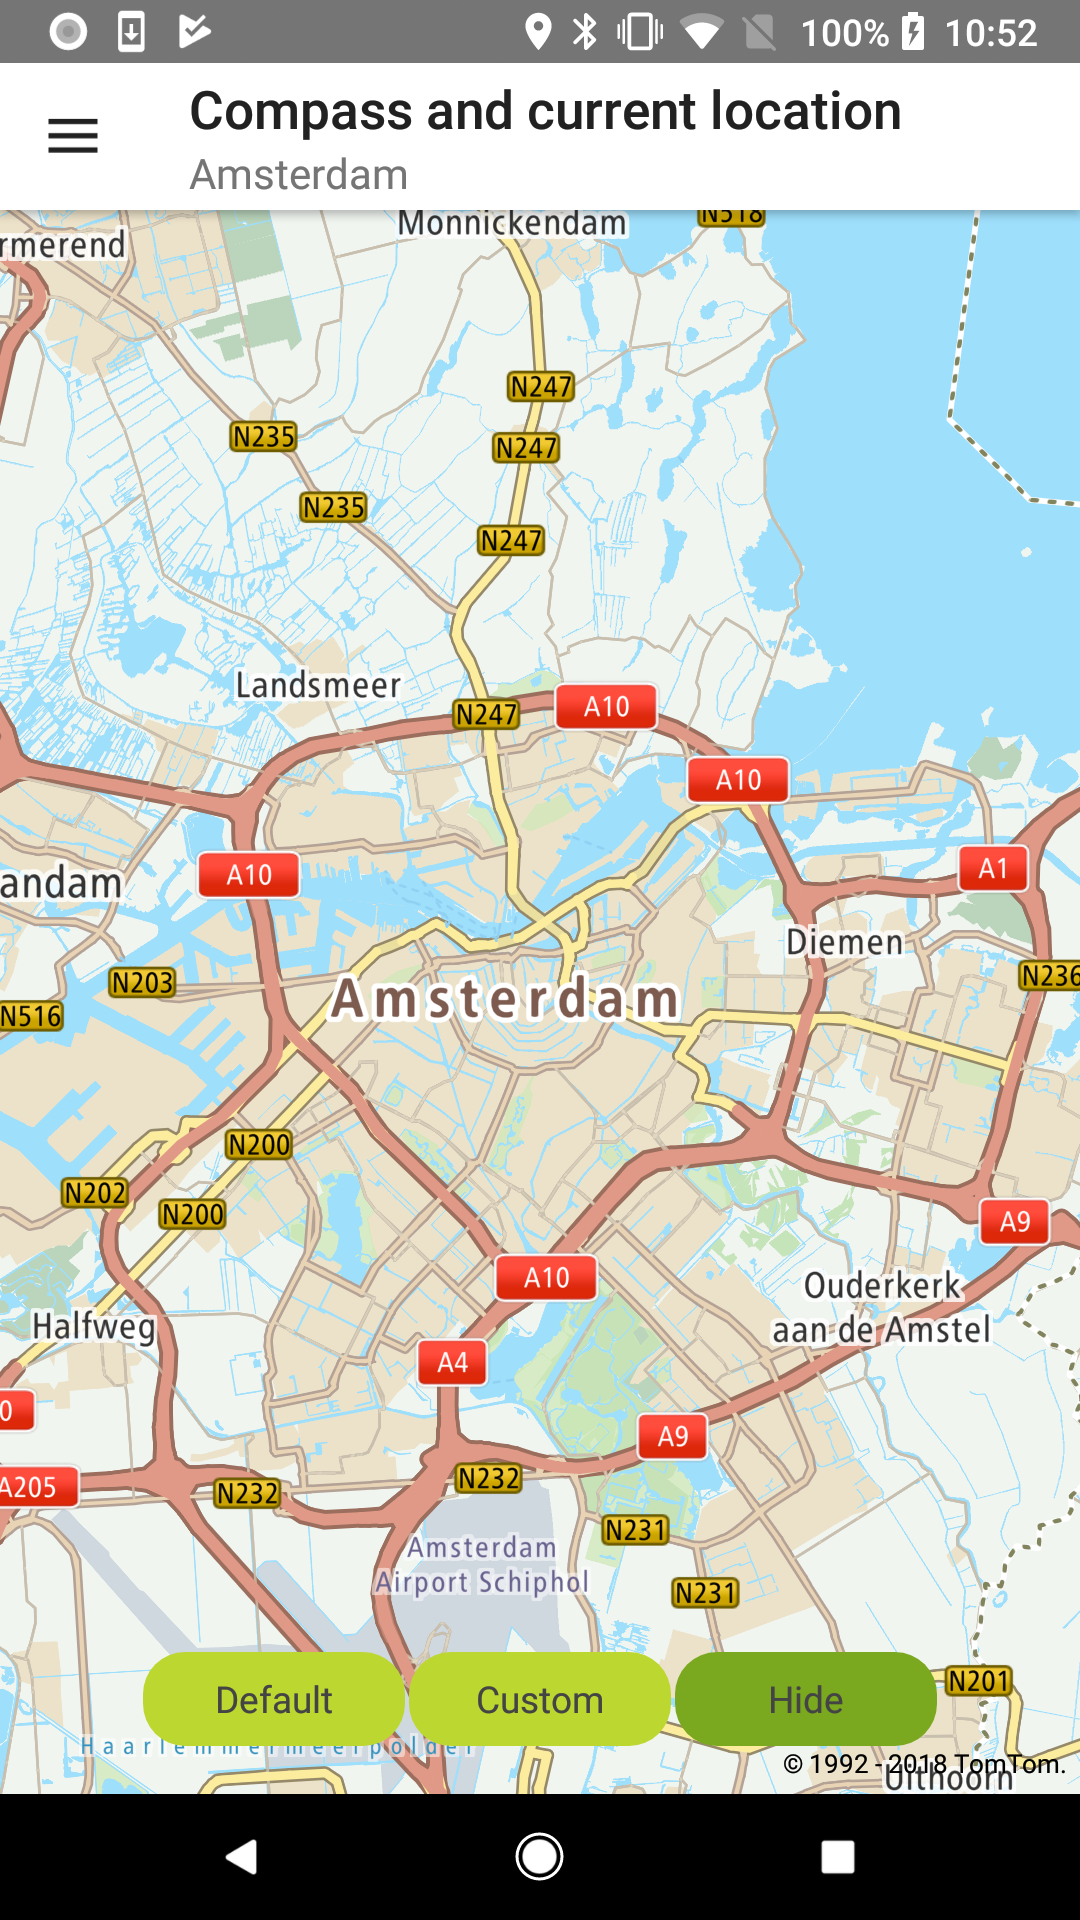 100% 10:52
Compass and current location
Amsterdam
N518
Monnickendam
rmerend
N247
N235
N247
N235
N247
Landsmeer
N247
A10
A10
A10
A1
andam
Diemen
N203
N236
N516
Amsterdam
N200
N202
N200
A9
A10
Ouderkerk
aan de Amstel
Halfweg
A4
0
A9
A205
N232
N232
N231
Amsterdam
Airport Schiphol
N231
N201
Default
Custom
Hide
Haarlemmermeerpolder
© 1992 - 2018 TomTom.
Uithoorn